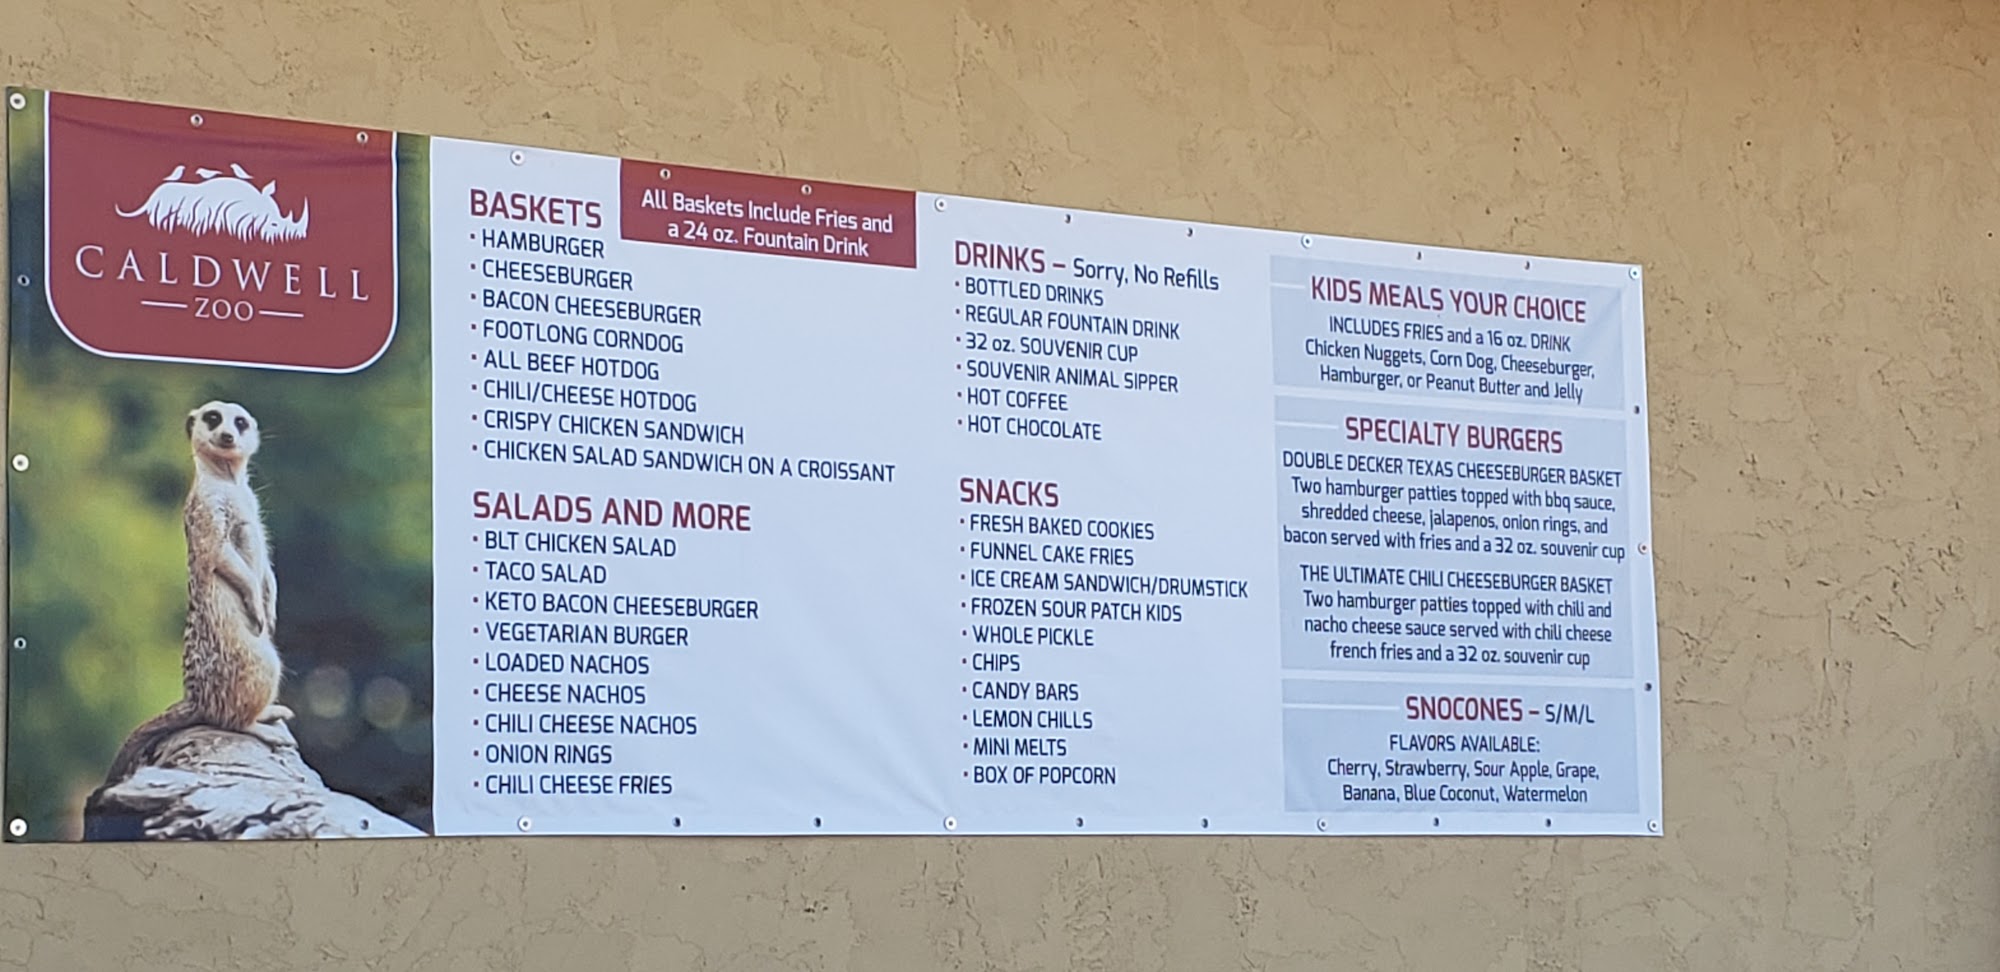 CALDWELL
ZOO
BASKETS
All Baskets Include Fries and
a 24 oz. Fountain Drink
• HAMBURGER
• CHEESEBURGER
• BACON CHEESEBURGER
• FOOTLONG CORNDOG
• ALL BEEF HOTDOG
• CHILI/CHEESE HOTDOG
• CRISPY CHICKEN SANDWICH
• CHICKEN SALAD SANDWICH ON A CROISSANT
SALADS AND MORE
• BLT CHICKEN SALAD
• TACO SALAD
• KETO BACON CHEESEBURGER
• VEGETARIAN BURGER
• LOADED NACHOS
• CHEESE NACHOS
• CHILI CHEESE NACHOS
• ONION RINGS
• CHILI CHEESE FRIES
DRINKS – Sorry, No Refills
• BOTTLED DRINKS
• REGULAR FOUNTAIN DRINK
• 32 oz. SOUVENIR CUP
• SOUVENIR ANIMAL SIPPER
• HOT COFFEE
• HOT CHOCOLATE
SNACKS
• FRESH BAKED COOKIES
• FUNNEL CAKE FRIES
• ICE CREAM SANDWICH/DRUMSTICK
• FROZEN SOUR PATCH KIDS
• WHOLE PICKLE
• CHIPS
• CANDY BARS
• LEMON CHILLS
• MINI MELTS
• BOX OF POPCORN
KIDS MEALS YOUR CHOICE
INCLUDES FRIES and a 16 oz. DRINK
Chicken Nuggets, Corn Dog, Cheeseburger,
Hamburger, or Peanut Butter and Jelly
SPECIALTY BURGERS
DOUBLE DECKER TEXAS CHEESEBURGER BASKET
Two hamburger patties topped with bbq sauce,
shredded cheese, jalapenos, onion rings, and
bacon served with fries and a 32 oz. souvenir cup
THE ULTIMATE CHILI CHEESEBURGER BASKET
Two hamburger patties topped with chili and
nacho cheese sauce served with chili cheese
french fries and a 32 oz. souvenir cup
SNOCONES – S/M/L
FLAVORS AVAILABLE:
Cherry, Strawberry, Sour Apple, Grape,
Banana, Blue Coconut, Watermelon